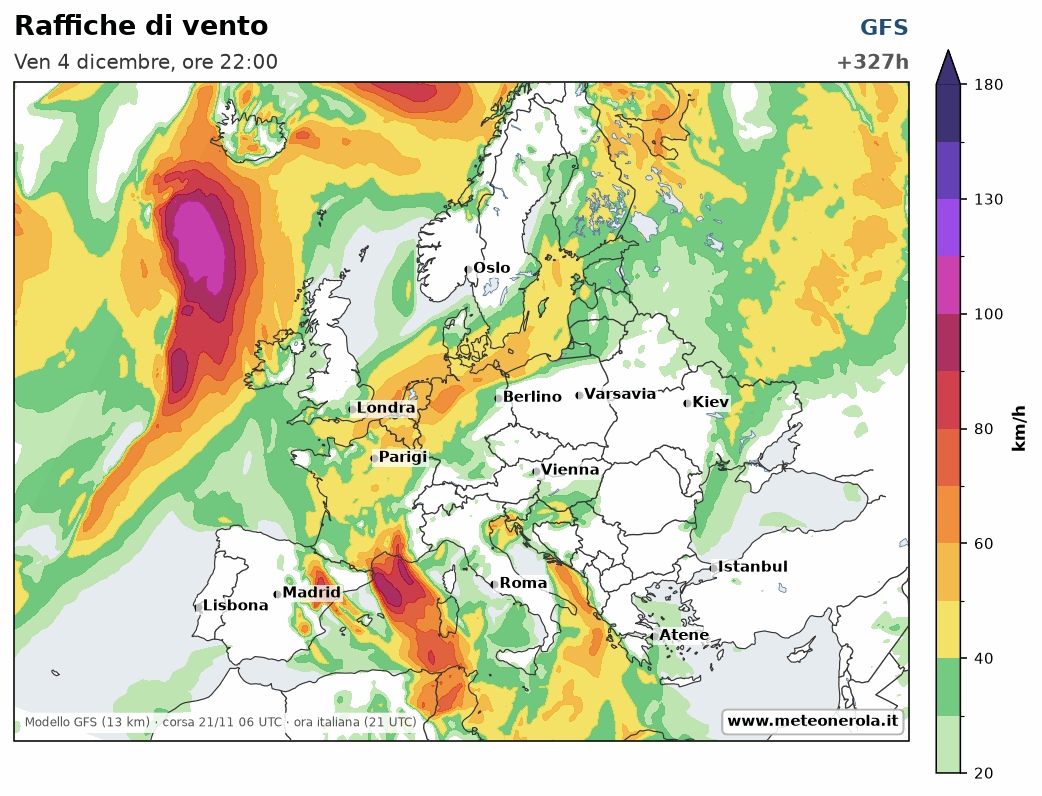 Raffiche di vento
GFS
Ven 4 dicembre, ore 22:00
+327h
180
130
100
80
60
40
20
km/h
Oslo
Londra
Berlino
Varsavia
Kiev
Parigi
Vienna
Istanbul
Roma
Madrid
Lisbona
Atene
Modello GFS (13 km) · corsa 21/11 06 UTC · ora italiana (21 UTC)
www.meteonerola.it